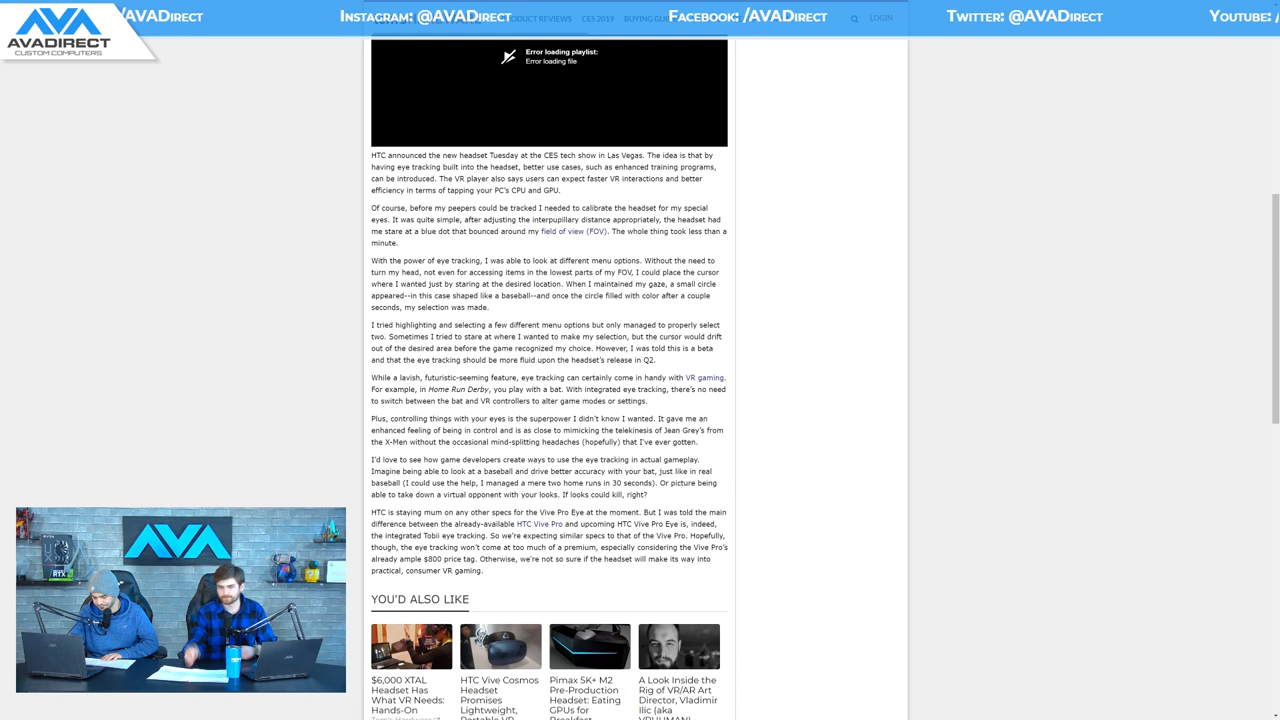 /AVADirect
Instagram: @AVADirect
Facebook: /AVADirect
Twitter: @AVADirect
Youtube: /
PRODUCT REVIEWS
CES 2019
LOGIN
AVADIRECT
CUSTOM COMPUTERS
Error loading playlist:
Error loading file
HTC announced the new headset Tuesday at the CES tech show in Las Vegas. The idea is that by
having eye tracking built into the headset, better use cases, such as enhanced training programs,
can be introduced. The VR player also says users can expect faster VR interactions and better
efficiency in terms of tapping your PC's CPU and GPU.
Of course, before my peepers could be tracked I needed to calibrate the headset for my special
eyes. It was quite simple, after adjusting the interpupillary distance appropriately, the headset had
me stare at a blue dot that bounced around my field of view (FOV). The whole thing took less than a
minute.
With the power of eye tracking, I was able to look at different menu options. Without the need to
turn my head, not even for accessing items in the lowest parts of my FOV, I could place the cursor
where I wanted just by staring at the desired location. When I maintained my gaze, a small circle
appeared--in this case shaped like a baseball--and once the circle filled with color after a couple
seconds, my selection was made.
I tried highlighting and selecting a few different menu options but only managed to properly select
two. Sometimes I tried to stare at where I wanted to make my selection, but the cursor would drift
out of the desired area before the game recognized my choice. However, I was told this is a beta
and that the eye tracking should be more fluid upon the headset's release in Q2.
While a lavish, futuristic-seeming feature, eye tracking can certainly come in handy with VR gaming.
For example, in Home Run Derby, you play with a bat. With integrated eye tracking, there's no need
to switch between the bat and VR controllers to alter game modes or settings.
Plus, controlling things with your eyes is the superpower I didn't know I wanted. It gave me an
enhanced feeling of being in control and is as close to mimicking the telekinesis of Jean Grey's from
the X-Men without the occasional mind-splitting headaches (hopefully) that I've ever gotten.
I'd love to see how game developers create ways to use the eye tracking in actual gameplay.
Imagine being able to look at a baseball and drive better accuracy with your bat, just like in real
baseball (I could use the help, I managed a mere two home runs in 30 seconds). Or picture being
able to take down a virtual opponent with your looks. If looks could kill, right?
HTC is staying mum on any other specs for the Vive Pro Eye at the moment. But I was told the main
difference between the already-available HTC Vive Pro and upcoming HTC Vive Pro Eye is, indeed,
the integrated Tobii eye tracking. So we're expecting similar specs to that of the Vive Pro. Hopefully,
though, the eye tracking won't come at too much of a premium, especially considering the Vive Pro's
already ample $800 price tag. Otherwise, we're not so sure if the headset will make its way into
practical, consumer VR gaming.
YOU'D ALSO LIKE
$6,000 XTAL
Headset Has
What VR Needs:
Hands-On
Tom's Hardware
HTC Vive Cosmos
Headset
Promises
Lightweight,
Portable VR
Pimax 5K+ M2
Pre-Production
Headset: Eating
GPUs for
Breakfast
A Look Inside the
Rig of VR/AR Art
Director, Vladimir
Ilic (aka
VRHUMAN)